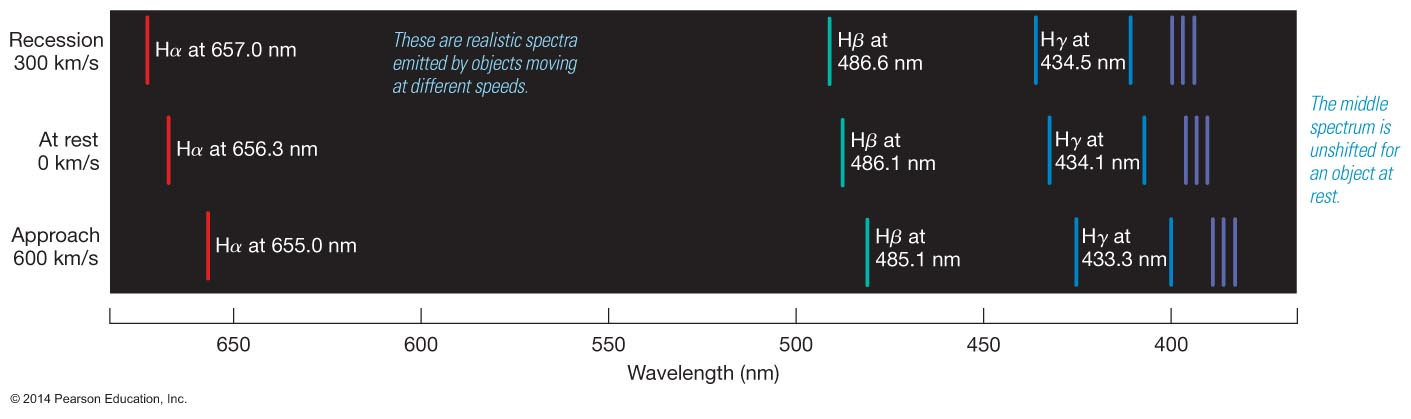 Recession
300 km/s
Hα at 657.0 nm
These are realistic spectra
emitted by objects moving
at different speeds.
Hβ at
486.6 nm
Hγ at
434.5 nm
At rest
0 km/s
Hα at 656.3 nm
Hβ at
486.1 nm
Hγ at
434.1 nm
The middle
spectrum is
unshifted for
an object at
rest.
Approach
600 km/s
Hα at 655.0 nm
Hβ at
485.1 nm
Hγ at
433.3 nm
650 600 550 500 450 400
Wavelength (nm)
© 2014 Pearson Education, Inc.